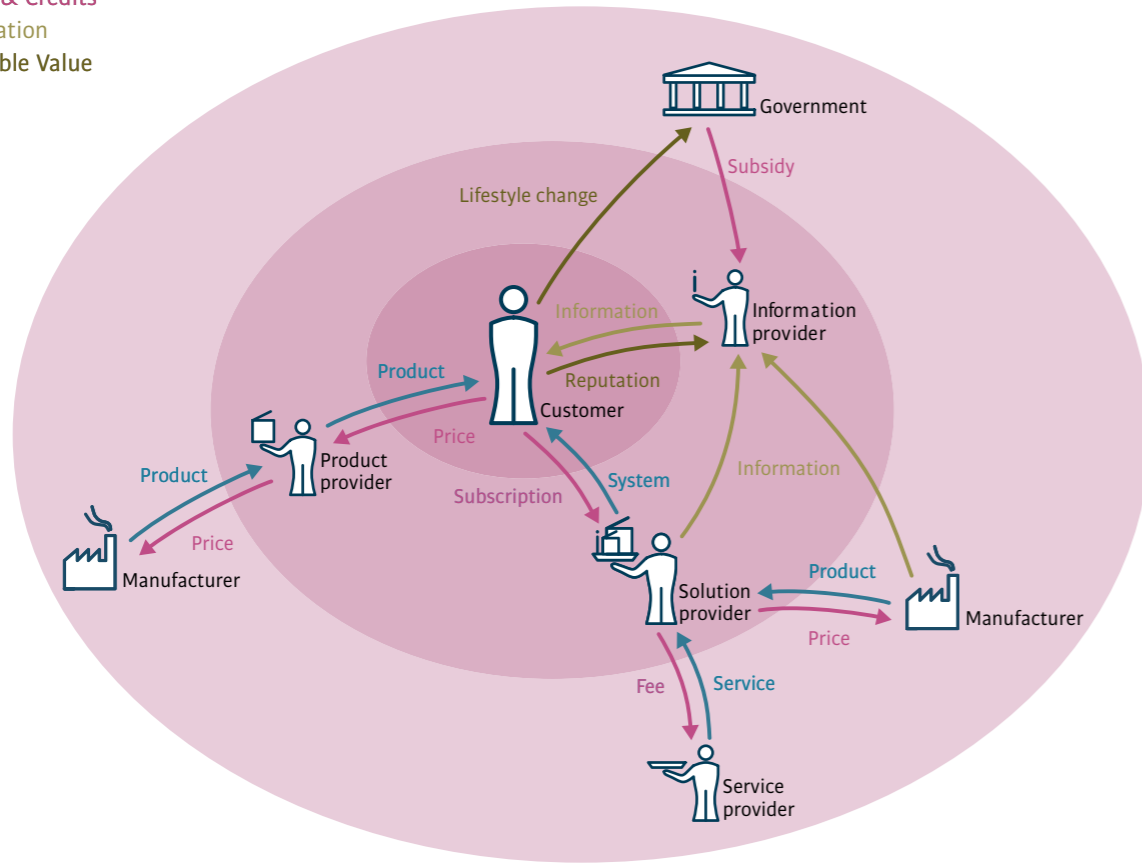 & Credits
ation
ble Value
Government
Subsidy
Lifestyle change
Information
Information
provider
Reputation
Product
Customer
Price
Product
provider
Product
Information
System
Subscription
Price
Manufacturer
Product
Solution
provider
Manufacturer
Price
Fee
Service
Service
provider